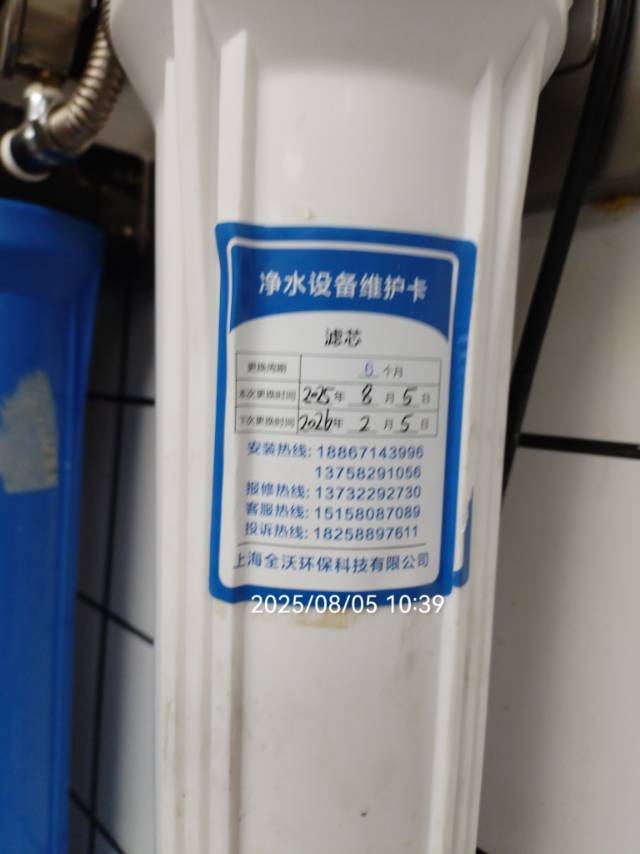 净水设备维护卡
滤芯
更换周期 6 个月
本次更换时间 2025年 8 月 5 日
下次更换时间 2026年 2 月 5 日
安装热线: 18867143996
13758291056
报修热线: 13732292730
客服热线: 15158087089
投诉热线: 18258897611
上海全沃环保科技有限公司
2025/08/05 10:39